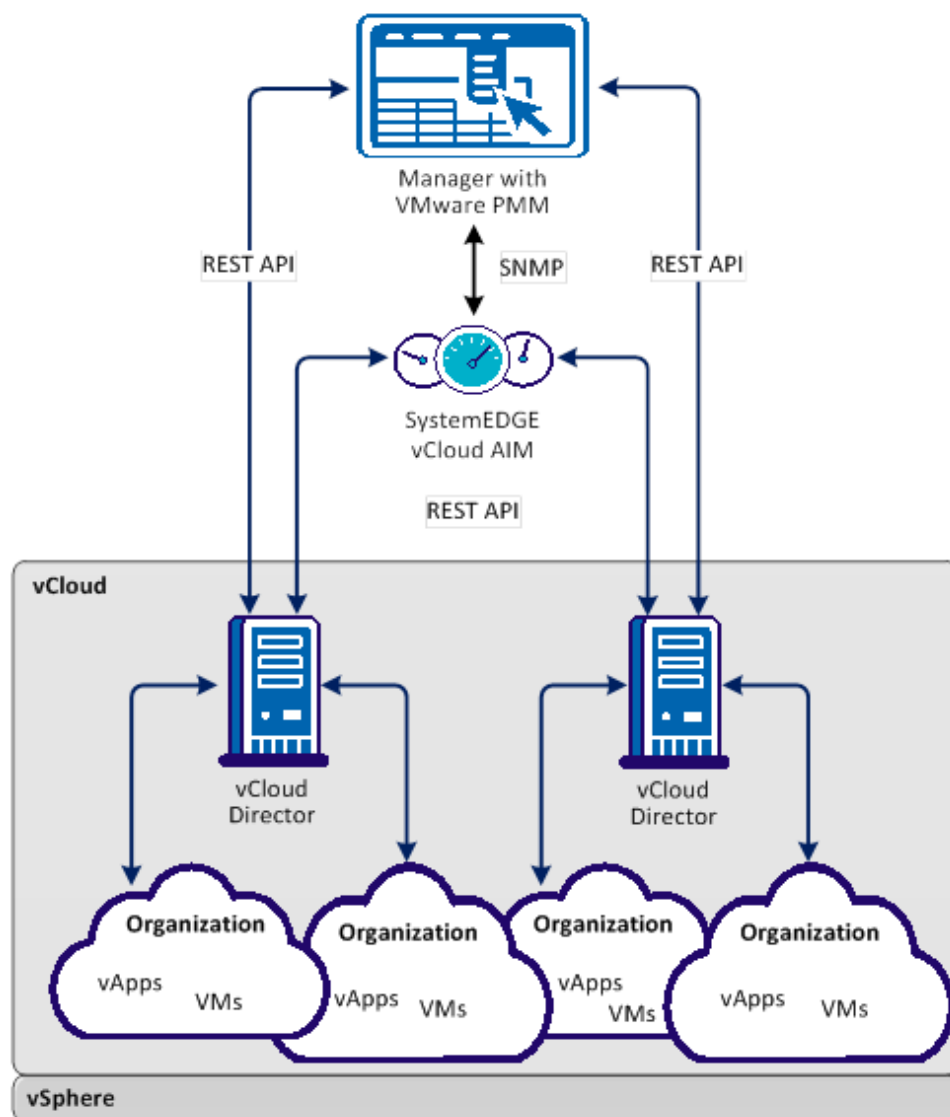 Manager with
VMware PMM
REST API
SNMP
REST API
SystemEDGE
vCloud AIM
REST API
vCloud
vCloud
Director
vCloud
Director
Organization
vApps
VMs
Organization
vApps
VMs
Organization
vApps
VMs
Organization
vApps
VMs
vSphere